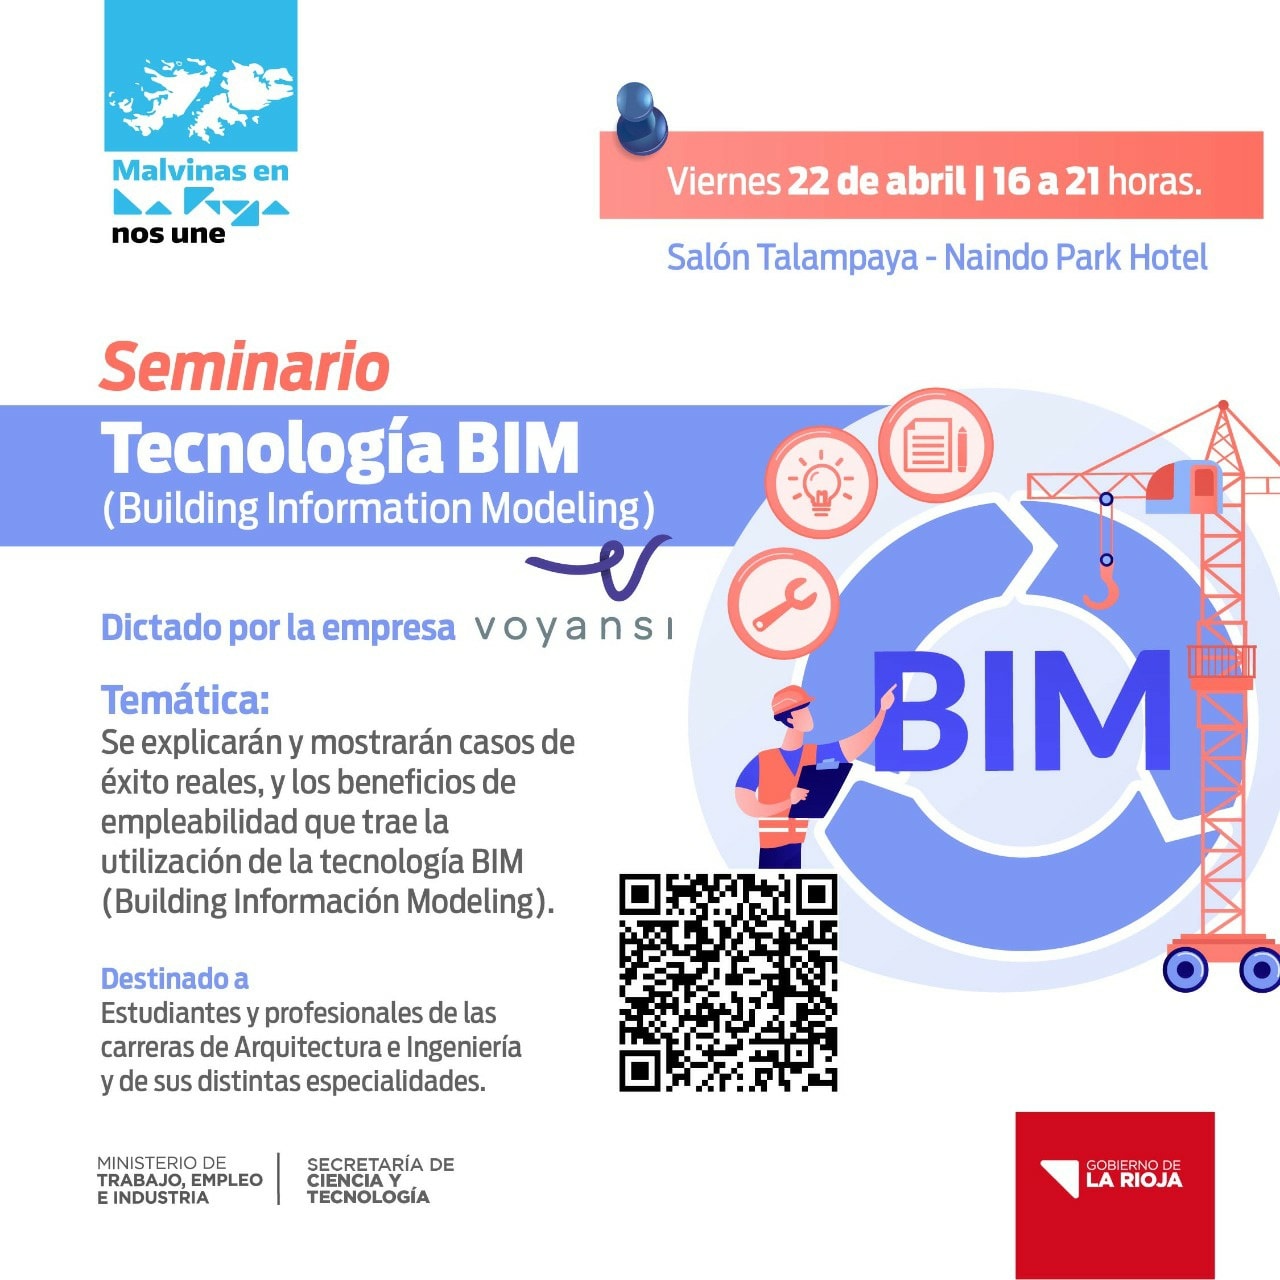 Malvinas en
La Rioja
nos une
Viernes 22 de abril | 16 a 21 horas.
Salón Talampaya - Naindo Park Hotel
Seminario
Tecnología BIM
(Building Information Modeling)
Dictado por la empresa voyansi
Temática:
Se explicarán y mostrarán casos de
éxito reales, y los beneficios de
empleabilidad que trae la
utilización de la tecnología BIM
(Building Información Modeling).
BIM
Destinado a
Estudiantes y profesionales de las
carreras de Arquitectura e Ingeniería
y de sus distintas especialidades.
MINISTERIO DE
TRABAJO, EMPLEO
E INDUSTRIA
SECRETARÍA DE
CIENCIA Y
TECNOLOGÍA
GOBIERNO DE
LA RIOJA